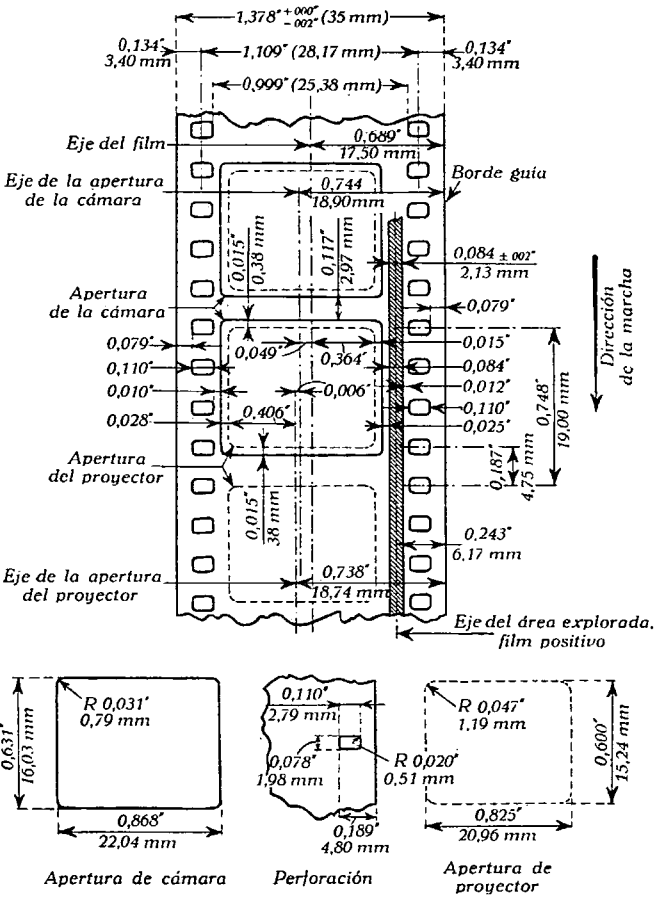 1,378" +000" -002" (35 mm)
0,134"
3,40 mm
1,109" (28,17 mm)
0,134"
3,40 mm
0,999" (25,38 mm)
Eje del film
0,689"
17,50 mm
Eje de la apertura
de la cámara
0,744
18,90mm
Borde guía
0,015"
0,38 mm
0,117"
2,97 mm
0,084 ± 002"
2,13 mm
Apertura
de la cámara
0,079"
Dirección
de la marcha
0,079"
0,049"
0,364"
0,015"
0,110"
0,084"
0,010"
0,006"
0,012"
0,748"
19,00 mm
0,028"
0,406"
0,110"
0,025"
Apertura
del proyector
0,187"
4,75 mm
0,015"
38 mm
0,243"
6,17 mm
Eje de la apertura
del proyector
0,738"
18,74 mm
Eje del área explorada,
film positivo
0,631"
16,03 mm
R 0,031"
0,79 mm
0,868"
22,04 mm
Apertura de cámara
0,110"
2,79 mm
0,078"
1,98 mm
R 0,020"
0,51 mm
0,189"
4,80 mm
Perforación
R 0,047"
1,19 mm
0,600"
15,24 mm
0,825"
20,96 mm
Apertura de
proyector